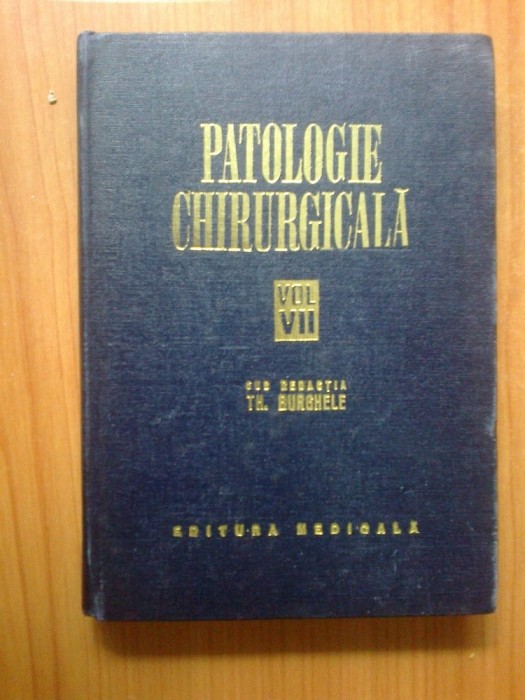 PATOLOGIE
CHIRURGICALĂ
VOL
VII
SUB REDACȚIA
TH. BURGHELE
EDITURA MEDICALĂ